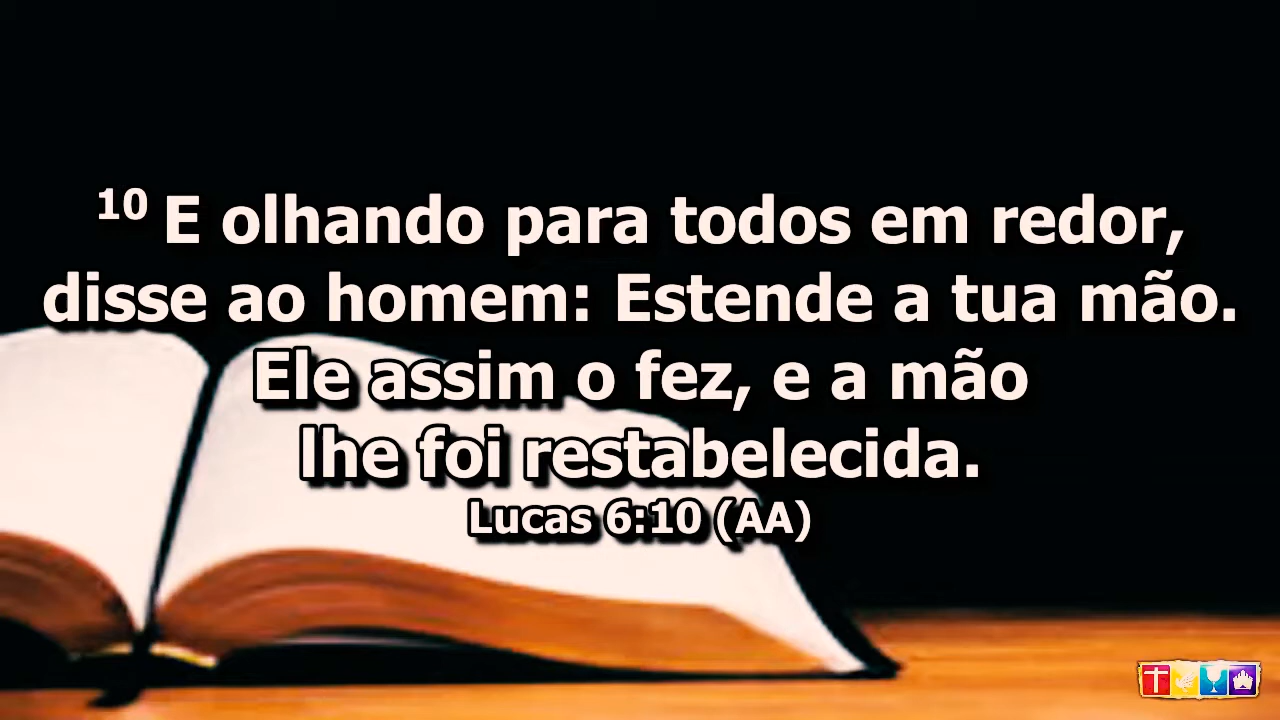 10 E olhando para todos em redor,
disse ao homem: Estende a tua mão.
Ele assim o fez, e a mão
lhe foi restabelecida.
Lucas 6:10 (AA)